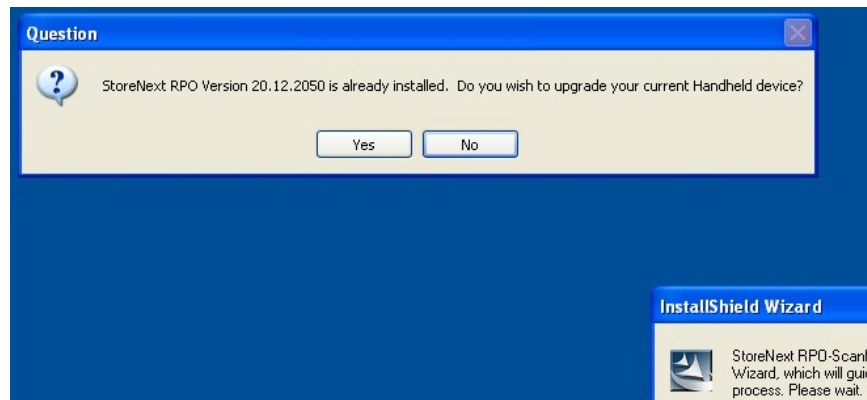 Question
StoreNext RPO Version 20.12.2050 is already installed.  Do you wish to upgrade your current Handheld device?
Yes
No
InstallShield Wizard
StoreNext RPO-Scan
Wizard, which will gui
process. Please wait.